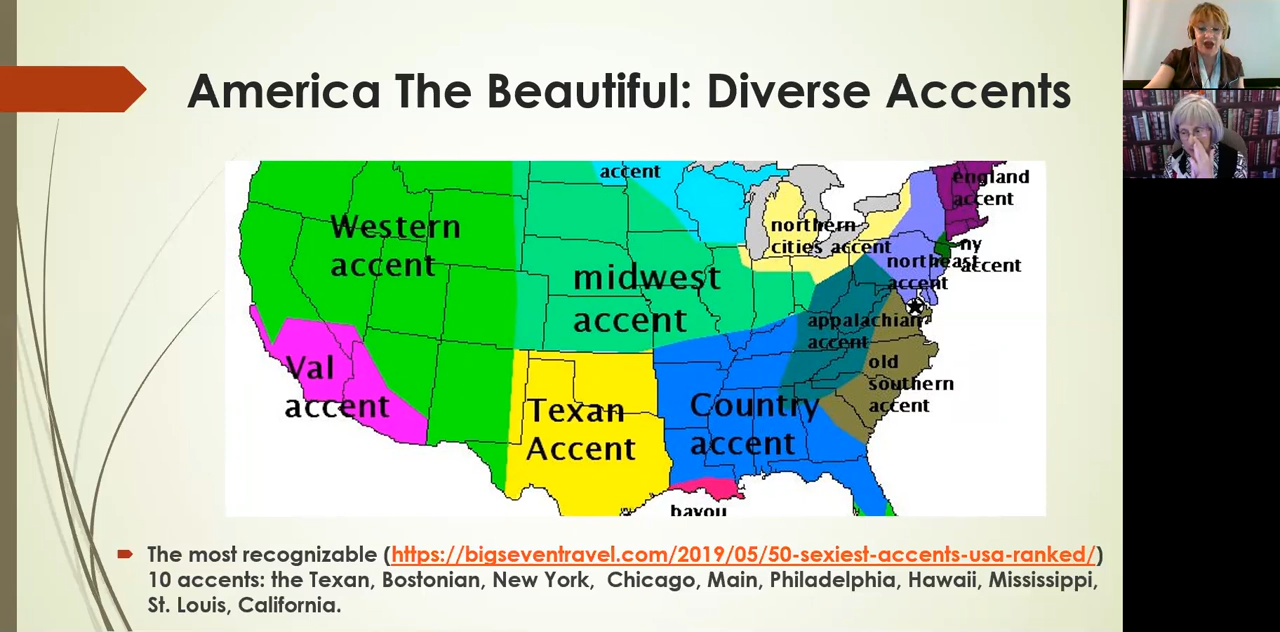 America The Beautiful: Diverse Accents
accent
england
accent
Western
accent
northern
cities accent
ny
accent
northeast
accent
midwest
accent
appalachian
accent
Val
accent
old
southern
accent
Texan
Accent
Country
accent
bayou
The most recognizable (https://bigseventravel.com/2019/05/50-sexiest-accents-usa-ranked/)
10 accents: the Texan, Bostonian, New York, Chicago, Main, Philadelphia, Hawaii, Mississippi,
St. Louis, California.